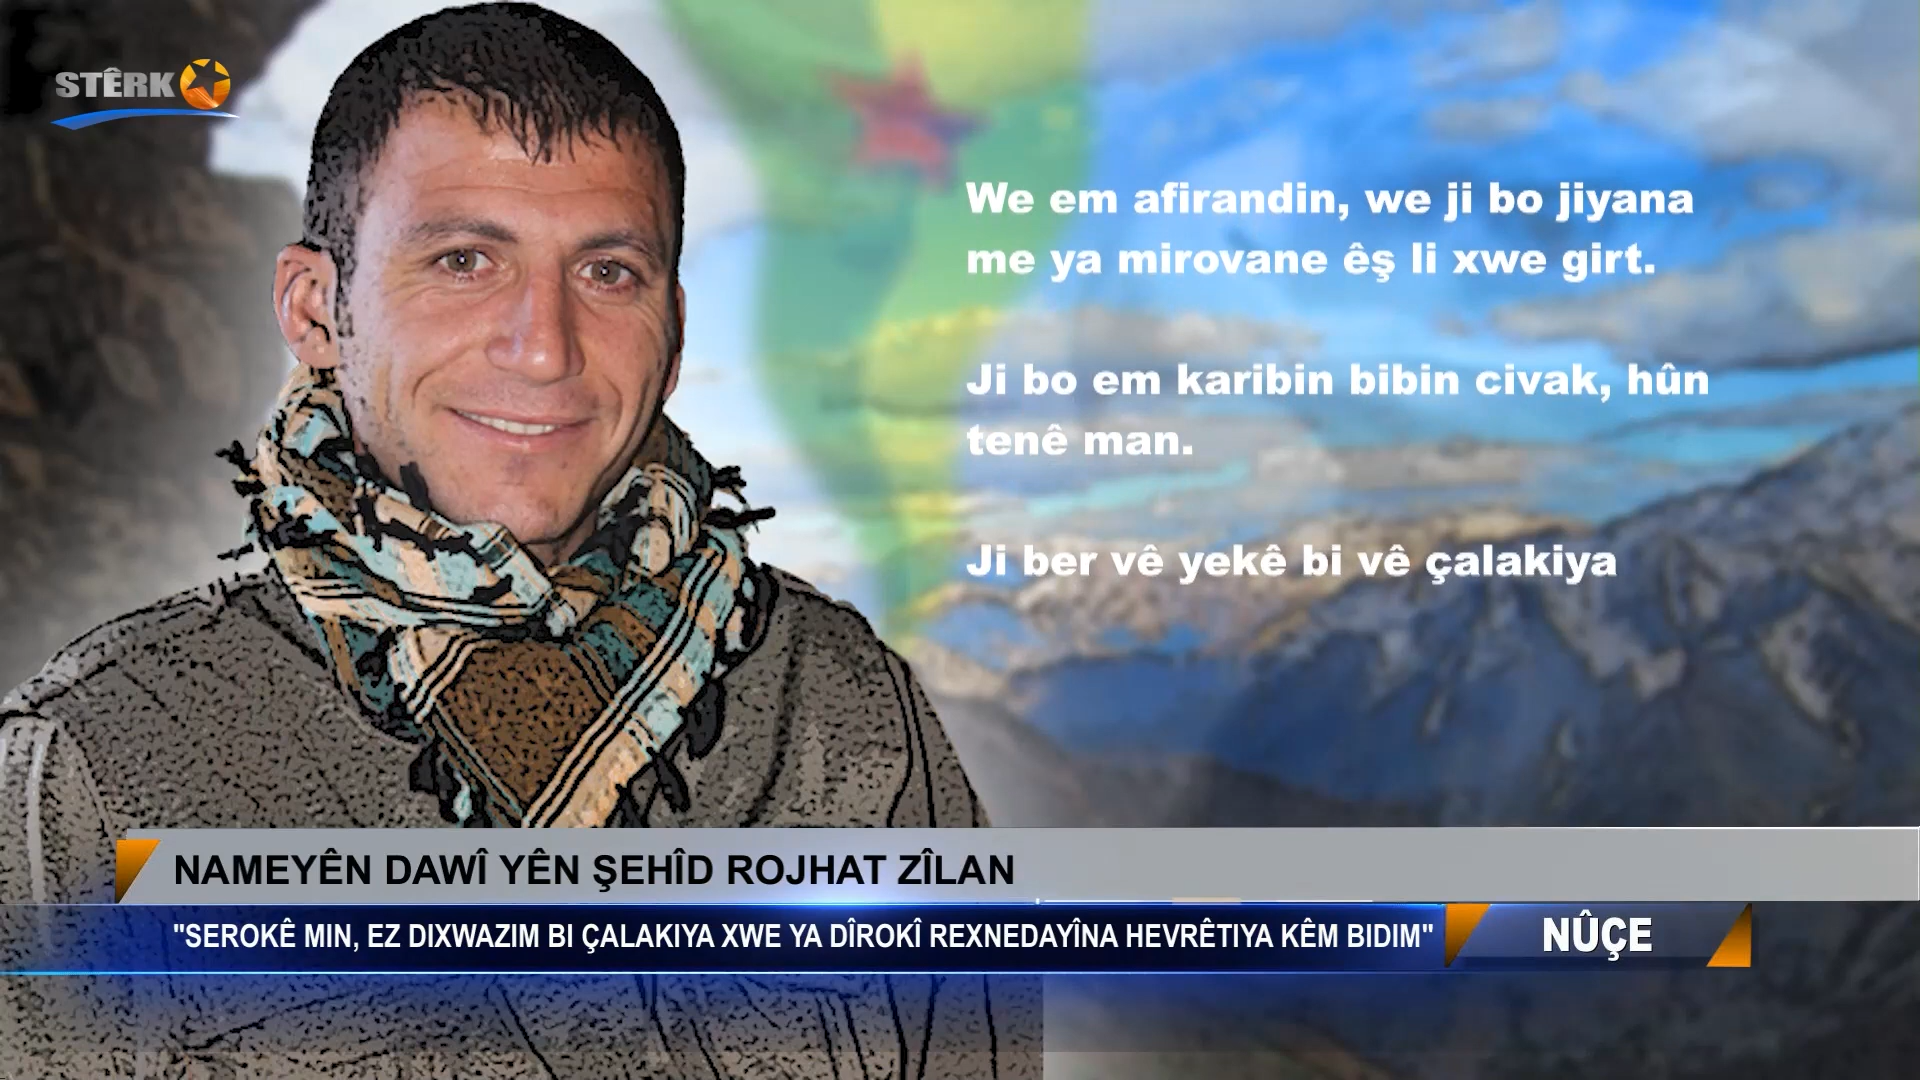 STÊRK
We em afirandin, we ji bo jiyana
me ya mirovane êş li xwe girt.
Ji bo em karibin bibin civak, hûn
tenê man.
Ji ber vê yekê bi vê çalakiya
NAMEYÊN DAWÎ YÊN ŞEHÎD ROJHAT ZÎLAN
"SEROKÊ MIN, EZ DIXWAZIM BI ÇALAKIYA XWE YA DÎROKÎ REXNEDAYÎNA HEVRÊTIYA KÊM BIDIM"
NÛÇE